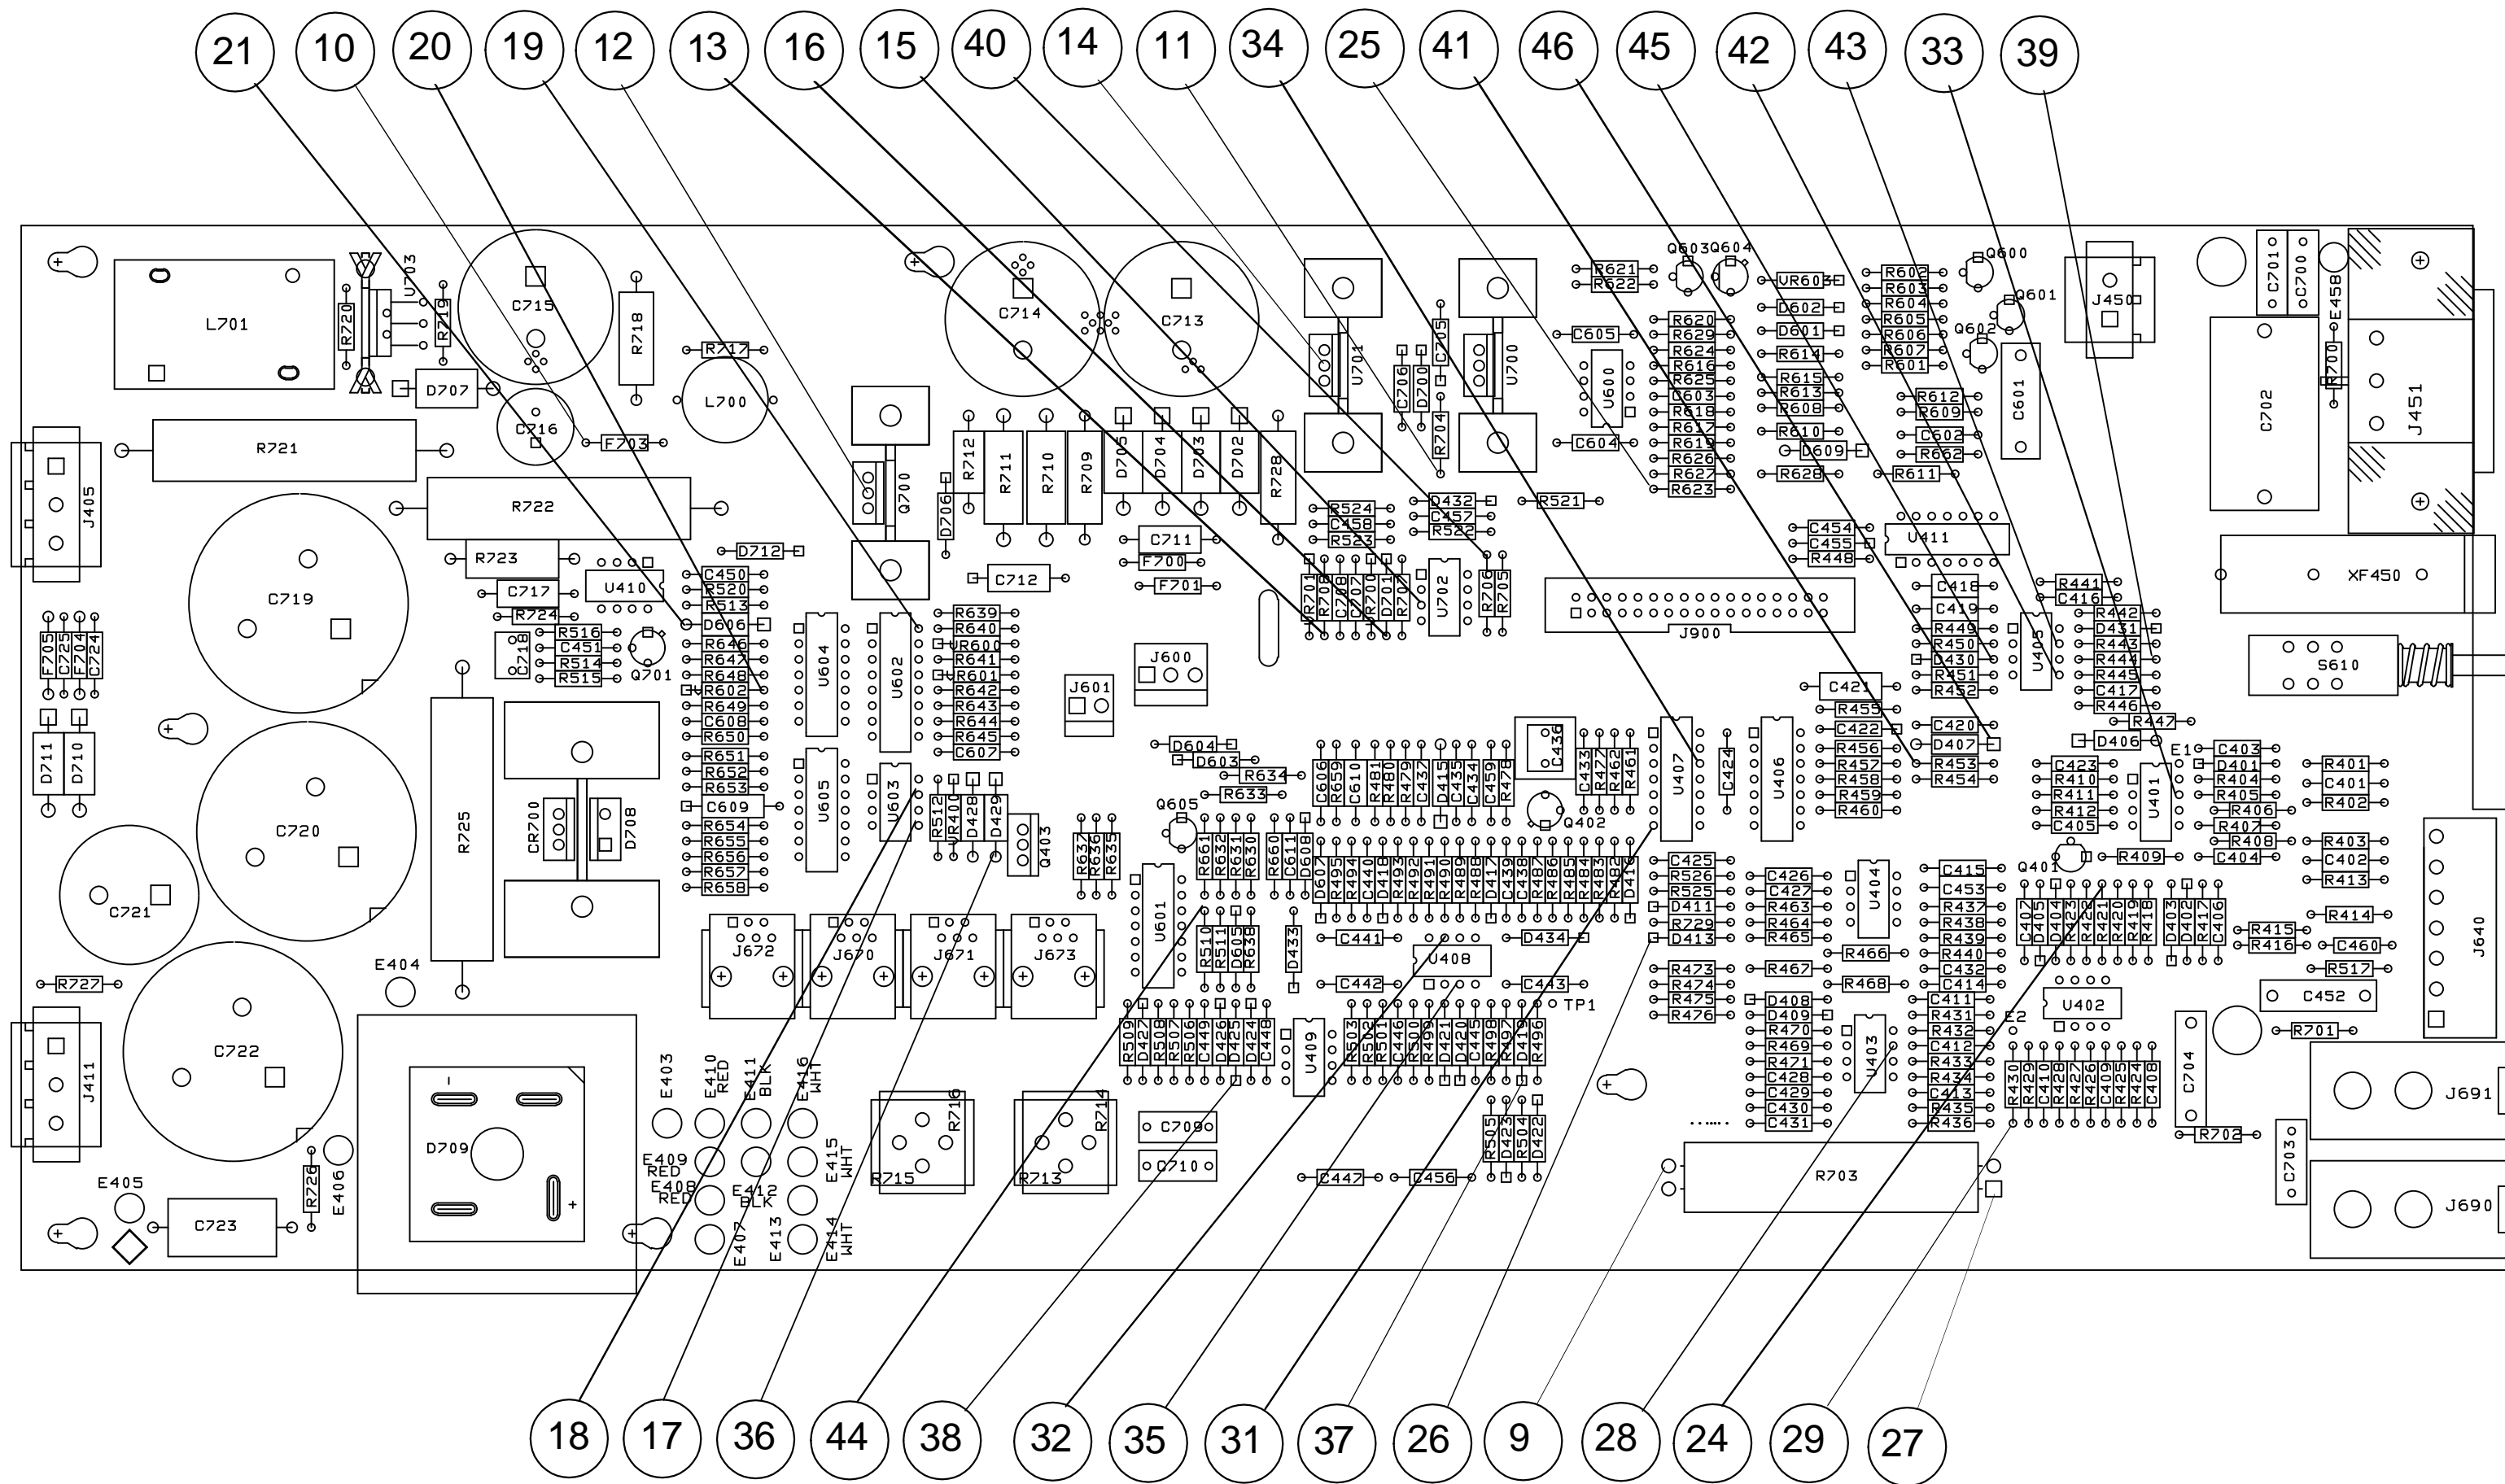 21 10 20 19 12 13 16 15 40 14 11 34 25 41 46 45 42 43 33 39
L701
R720
U703
R719
C715
R718
R717
L700
D707
C716
F703
R721
J405
R722
R723
C717
R724
U410
C719
C718
R516
C451
R514
R515
Q701
D712
C450
R520
R513
D606
R646
R647
R648
VR602
R649
C608
R650
R651
R652
R653
C609
R654
R655
R656
R657
R658
F705
C725
F704
C724
D711
D710
C720
R725
CR700
D708
C721
C722
R727
E404
J411
D709
- +
E405
R726
E406
C723
Q700
D706
C714
C713
R712
R711
R710
R709
D705
D704
D703
D702
R728
C711
F700
F701
C712
U604
U602
U605
U603
R639
R640
VR600
R641
VR601
R642
R643
R644
R645
C607
J601
J600
R512
VR400
D428
D429
Q403
D604
D603
R634
R633
Q605
R637
R636
R635
U601
R661
R632
R631
R630
R660
C611
D608
R510
R511
D605
R638
D433
J672
J670
J671
J673
E403
E410
RED
E411
BLK
E416
WHT
E409
RED
E408
RED
E412
BLK
E415
WHT
E407
E413
E414
WHT
R716
R715
R714
R713
C709
C710
R509
D427
R508
R507
R506
C449
D426
D425
D424
C448
U409
R503
R502
R501
C446
R500
R499
D421
D420
C445
R498
R497
D419
R496
TP1
R505
D423
R504
D422
C447
C456
U701
C706
D700
C705
R704
U700
R524
C458
R523
D432
C457
R522
R521
R701
R708
C708
C707
R700
D701
R707
U702
R706
R705
J900
C606
R659
C610
R481
R480
R479
C437
D415
C435
C434
C459
R478
C436
Q402
C433
R477
R462
R461
D607
R495
R494
C440
D418
R493
R492
R491
R490
R489
R488
D417
C439
C438
R487
R486
R485
R484
R483
R482
D416
C441
D434
U408
C442
C443
R621
R622
Q603
Q604
C605
U600
C604
R620
R629
R624
R616
R625
C603
R618
R617
R619
R626
R627
R623
VR603
D602
D601
R614
R615
R613
R608
R610
D609
R628
R602
R603
R604
R605
R606
R607
R601
R612
R609
C602
R662
R611
Q600
Q601
Q602
C601
J450
C701
C700
E458
R700
C702
J451
XF450
S610
C454
C455
R448
U411
C418
C419
R449
R450
D430
R451
R452
C420
D407
R453
R454
R441
C416
U405
R442
D431
R443
R444
R445
C417
R446
R447
D406
E1
C421
R455
C422
R456
R457
R458
R459
R460
U407
C424
U406
C423
R410
R411
R412
C405
U401
Q401
R409
C403
D401
R404
R405
R406
R407
R408
C404
R401
C401
R402
R403
C402
R413
R414
R415
R416
C460
R517
C452
R701
J640
C425
R526
R525
D411
R729
D413
R473
R474
R475
R476
C426
C427
R463
R464
R465
R467
D408
D409
R470
R469
R471
C428
C429
C430
C431
U404
R466
R468
U403
C415
C453
R437
R438
R439
R440
C432
C411
R431
R432
C412
R433
R434
C413
R435
R436
C407
D405
D404
R423
R422
R421
R420
R419
R418
D403
D402
R417
C406
U402
E2
R430
R429
C410
R428
R427
R426
C409
R425
R424
C408
C704
R702
C703
J691
J690
R703
18 17 36 44 38 32 35 31 37 26 9 28 24 29 27